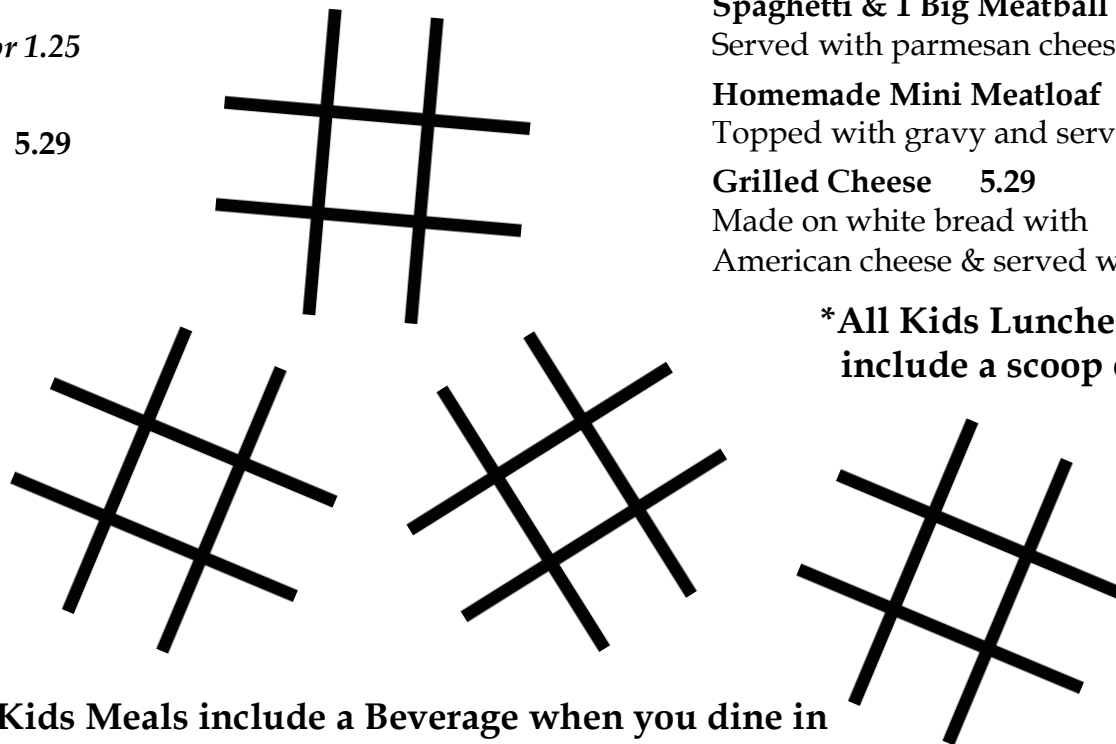 or 1.25
5.29
Spaghetti & 1 Big Meatball
Served with parmesan chees
Homemade Mini Meatloaf
Topped with gravy and serv
Grilled Cheese 5.29
Made on white bread with
American cheese & served w
*All Kids Lunche
include a scoop
Kids Meals include a Beverage when you dine in